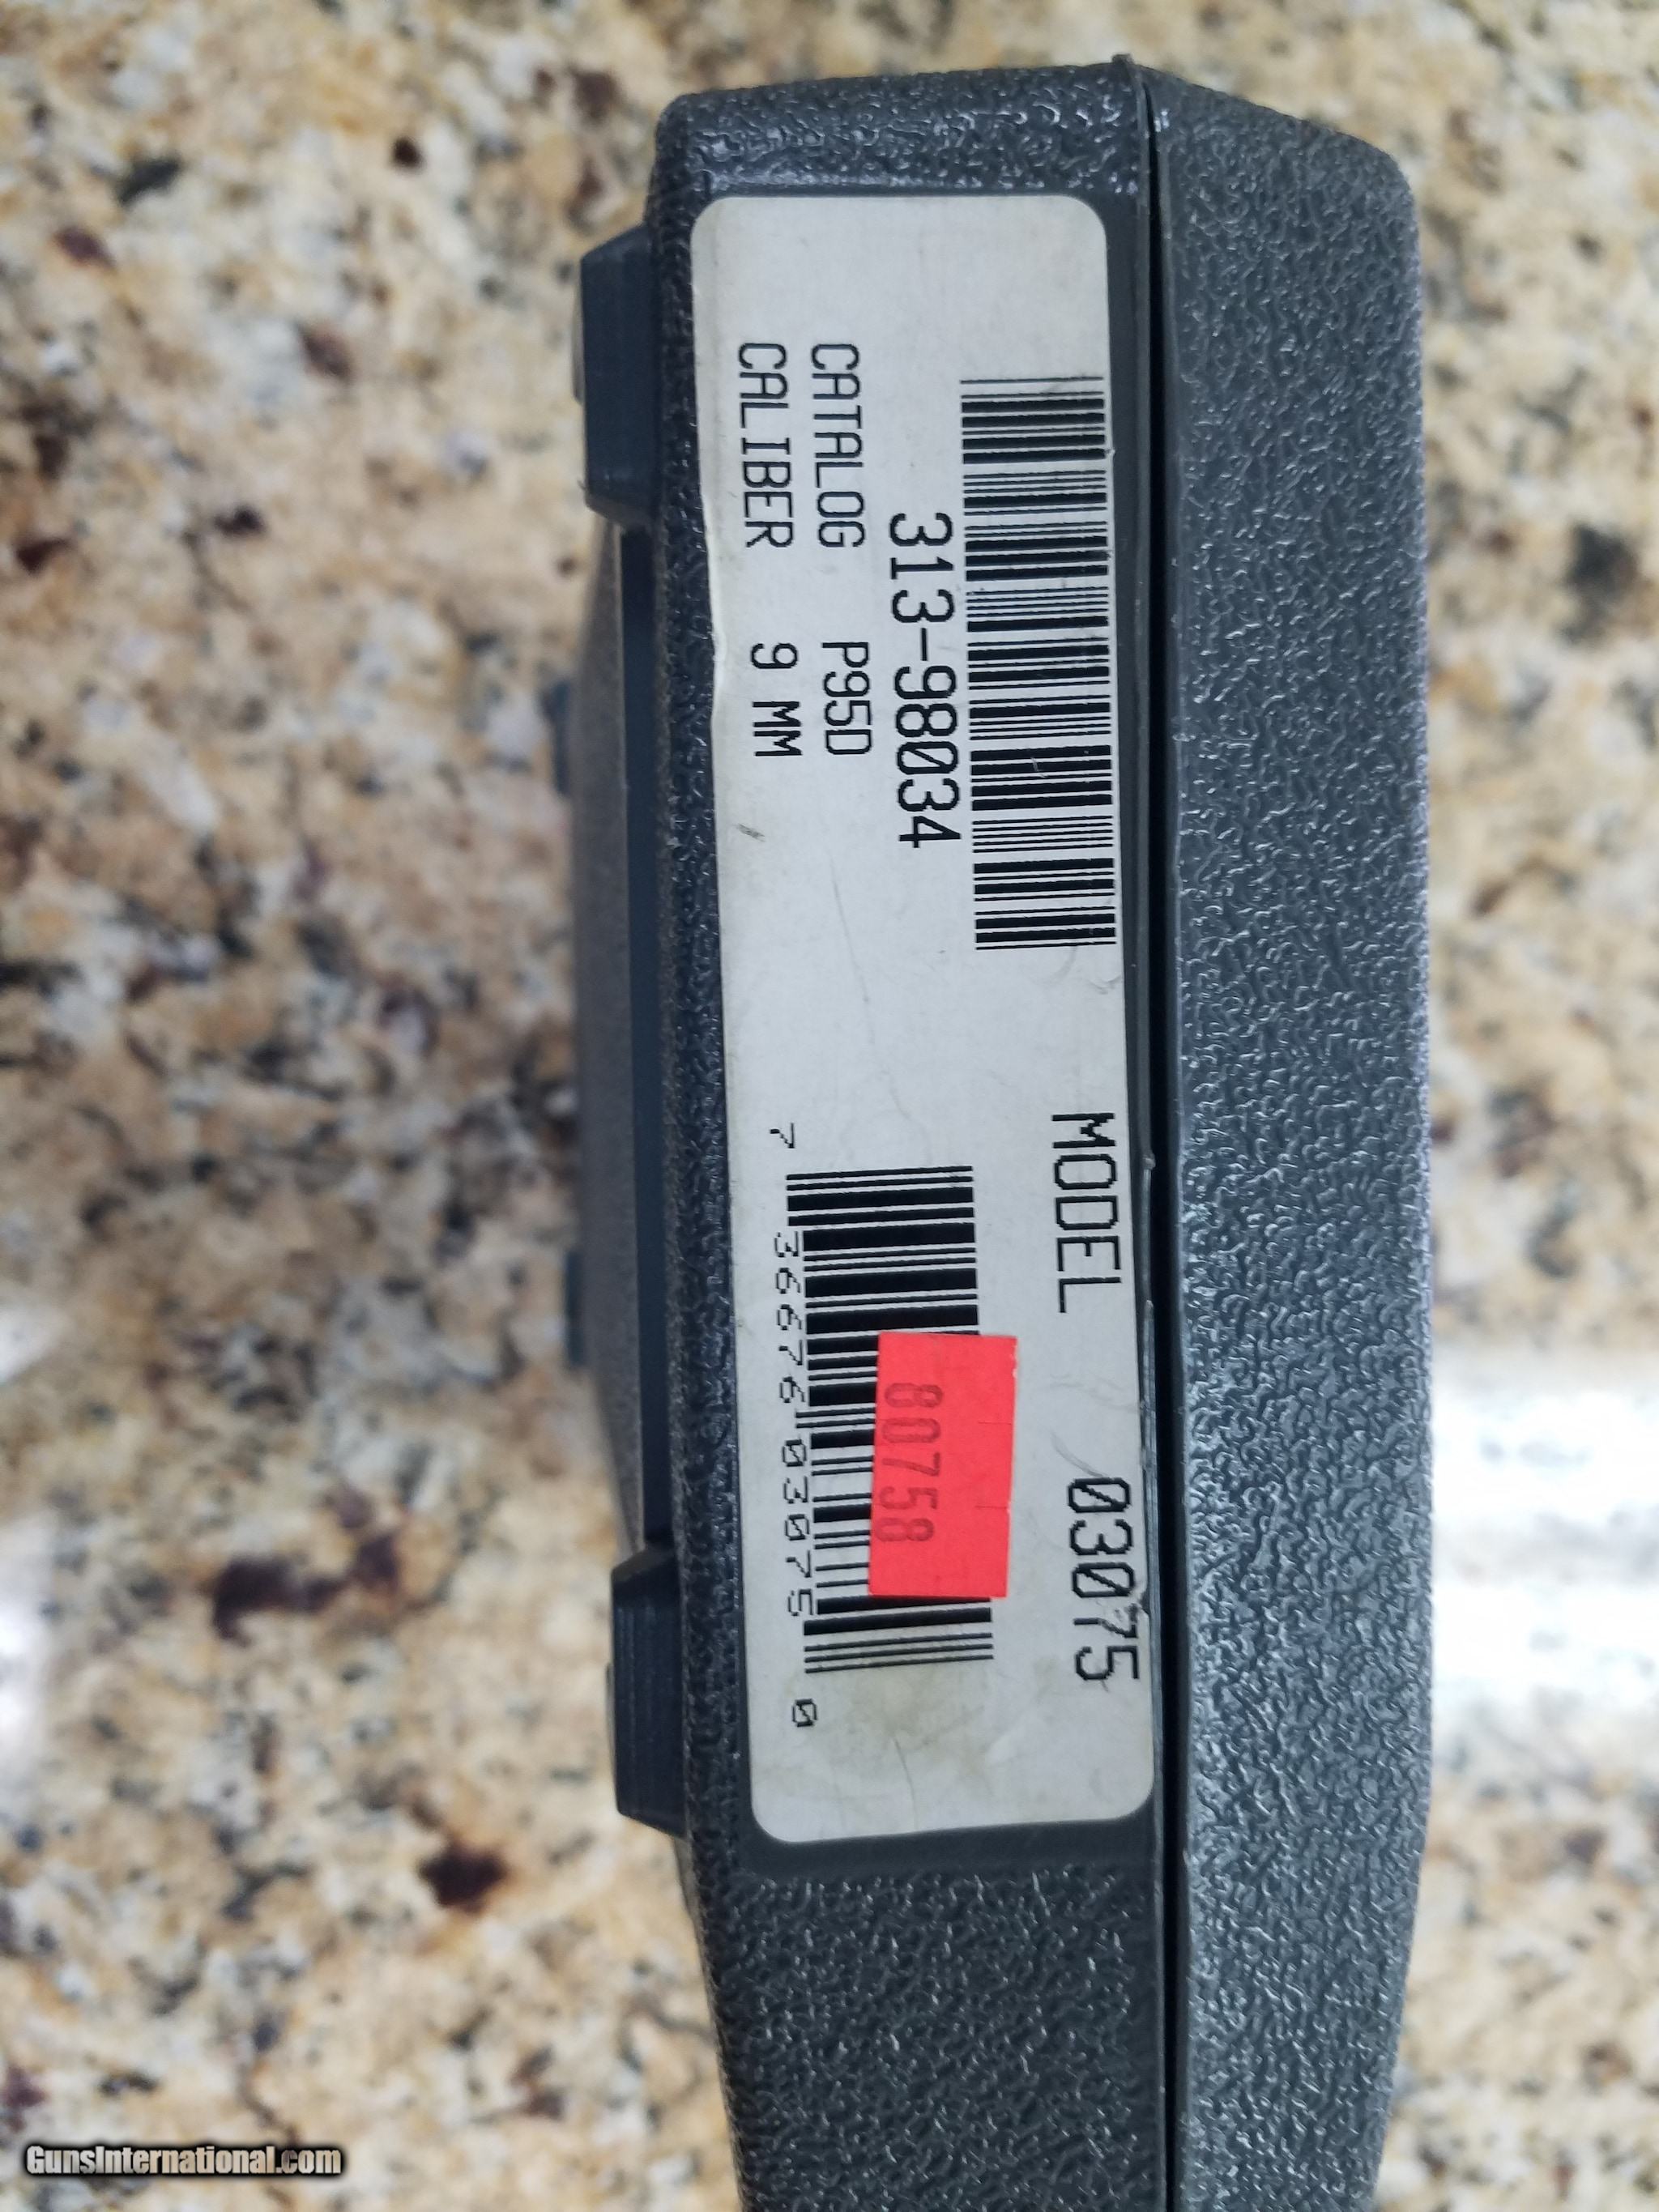 MODEL 03075
313-98034
CATALOG P95D
CALIBER 9 MM
80758
7 36676 03075 0
GunsInternational.com